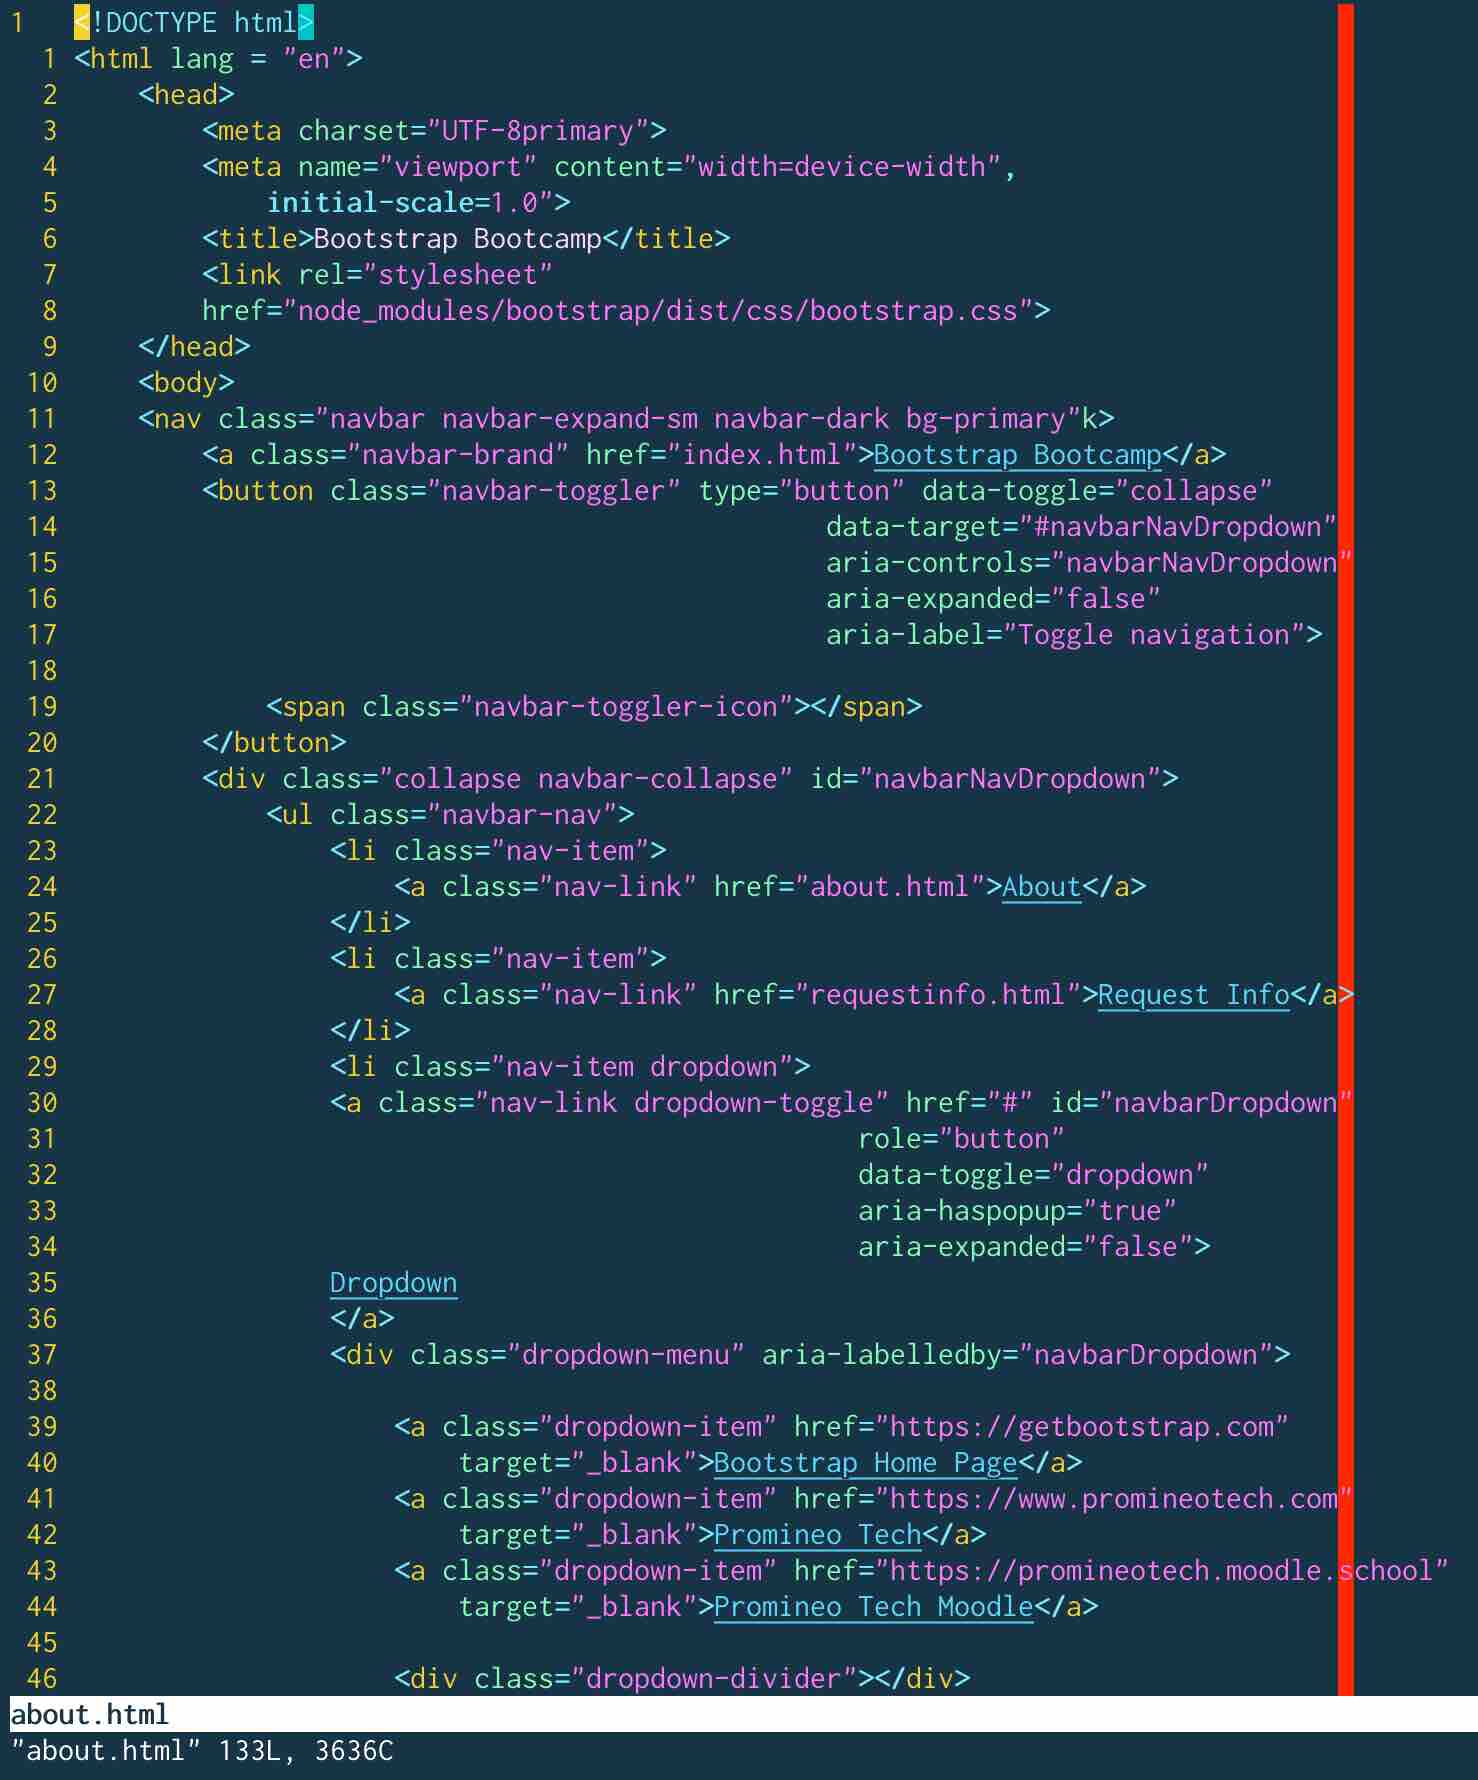 1   <!DOCTYPE html>
  1 <html lang = "en">
  2     <head>
  3         <meta charset="UTF-8primary">
  4         <meta name="viewport" content="width=device-width",
  5             initial-scale=1.0">
  6         <title>Bootstrap Bootcamp</title>
  7         <link rel="stylesheet"
  8         href="node_modules/bootstrap/dist/css/bootstrap.css">
  9     </head>
 10     <body>
 11     <nav class="navbar navbar-expand-sm navbar-dark bg-primary"k>
 12         <a class="navbar-brand" href="index.html">Bootstrap Bootcamp</a>
 13         <button class="navbar-toggler" type="button" data-toggle="collapse"
 14                                                data-target="#navbarNavDropdown"
 15                                                aria-controls="navbarNavDropdown"
 16                                                aria-expanded="false"
 17                                                aria-label="Toggle navigation">
 18
 19             <span class="navbar-toggler-icon"></span>
 20         </button>
 21         <div class="collapse navbar-collapse" id="navbarNavDropdown">
 22             <ul class="navbar-nav">
 23                 <li class="nav-item">
 24                     <a class="nav-link" href="about.html">About</a>
 25                 </li>
 26                 <li class="nav-item">
 27                     <a class="nav-link" href="requestinfo.html">Request Info</a>
 28                 </li>
 29                 <li class="nav-item dropdown">
 30                 <a class="nav-link dropdown-toggle" href="#" id="navbarDropdown"
 31                                                  role="button"
 32                                                  data-toggle="dropdown"
 33                                                  aria-haspopup="true"
 34                                                  aria-expanded="false">
 35                 Dropdown
 36                 </a>
 37                 <div class="dropdown-menu" aria-labelledby="navbarDropdown">
 38
 39                     <a class="dropdown-item" href="https://getbootstrap.com"
 40                         target="_blank">Bootstrap Home Page</a>
 41                     <a class="dropdown-item" href="https://www.promineotech.com"
 42                         target="_blank">Promineo Tech</a>
 43                     <a class="dropdown-item" href="https://promineotech.moodle.school"
 44                         target="_blank">Promineo Tech Moodle</a>
 45
 46                     <div class="dropdown-divider"></div>
about.html
"about.html" 133L, 3636C